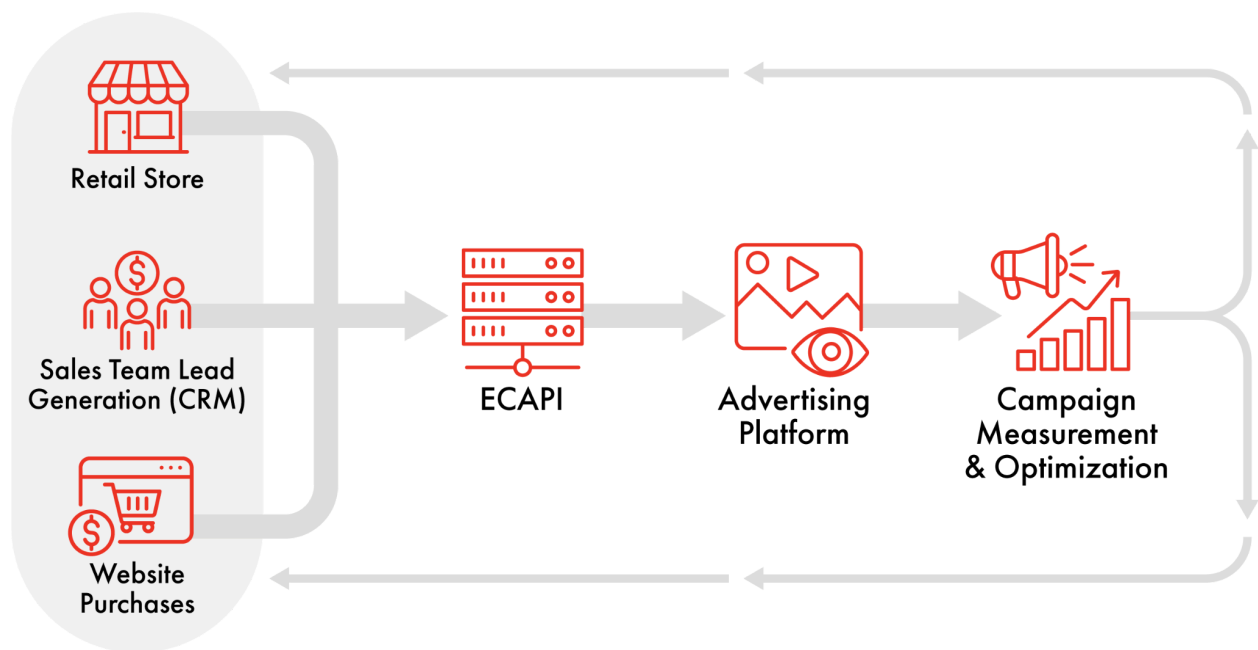 Retail Store
Sales Team Lead
Generation (CRM)
Website
Purchases
ECAPI
Advertising
Platform
Campaign
Measurement
& Optimization